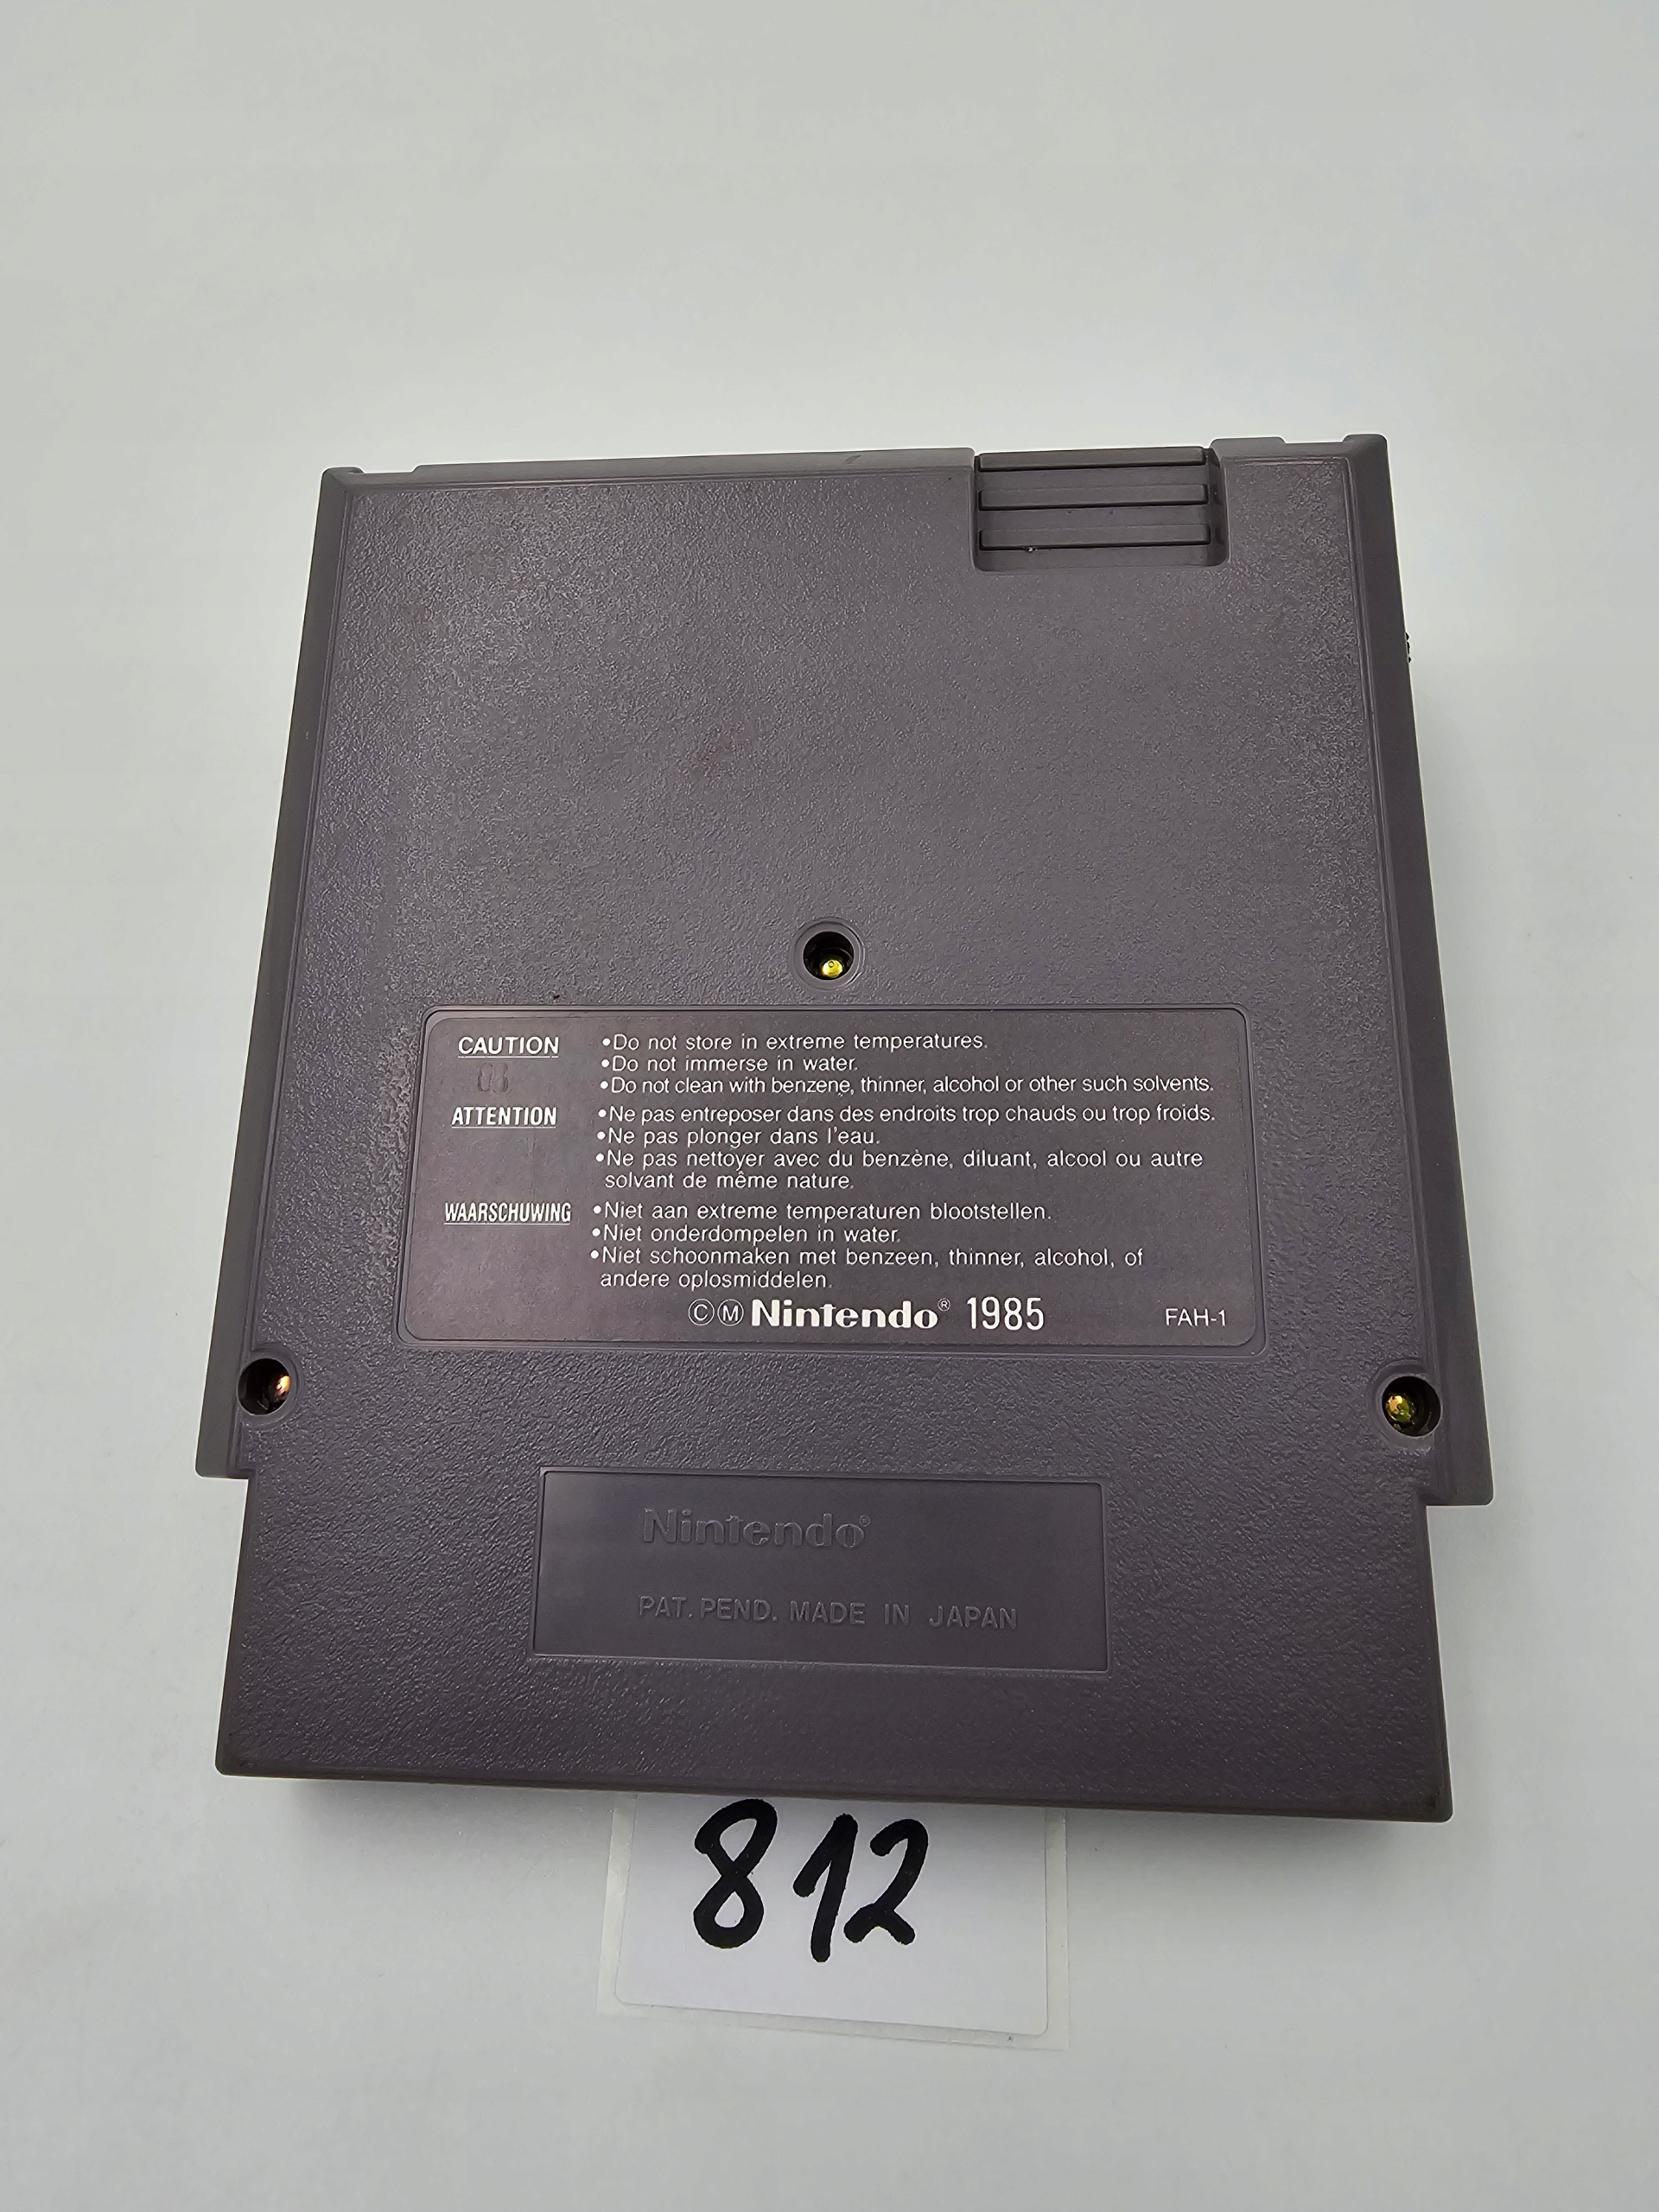 CAUTION •Do not store in extreme temperatures.
•Do not immerse in water.
•Do not clean with benzene, thinner, alcohol or other such solvents.
ATTENTION •Ne pas entreposer dans des endroits trop chauds ou trop froids.
•Ne pas plonger dans l'eau.
•Ne pas nettoyer avec du benzène, diluant, alcool ou autre
solvant de même nature.
WAARSCHUWING •Niet aan extreme temperaturen blootstellen.
•Niet onderdompelen in water.
•Niet schoonmaken met benzeen, thinner, alcohol, of
andere oplosmiddelen.
ⒸⓂ Nintendo® 1985 FAH-1
Nintendo®
PAT. PEND. MADE IN JAPAN
812